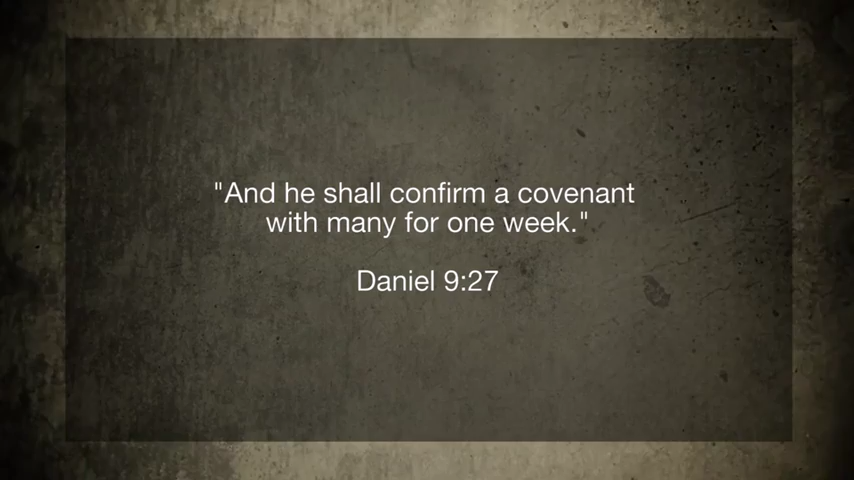 "And he shall confirm a covenant
with many for one week."
Daniel 9:27